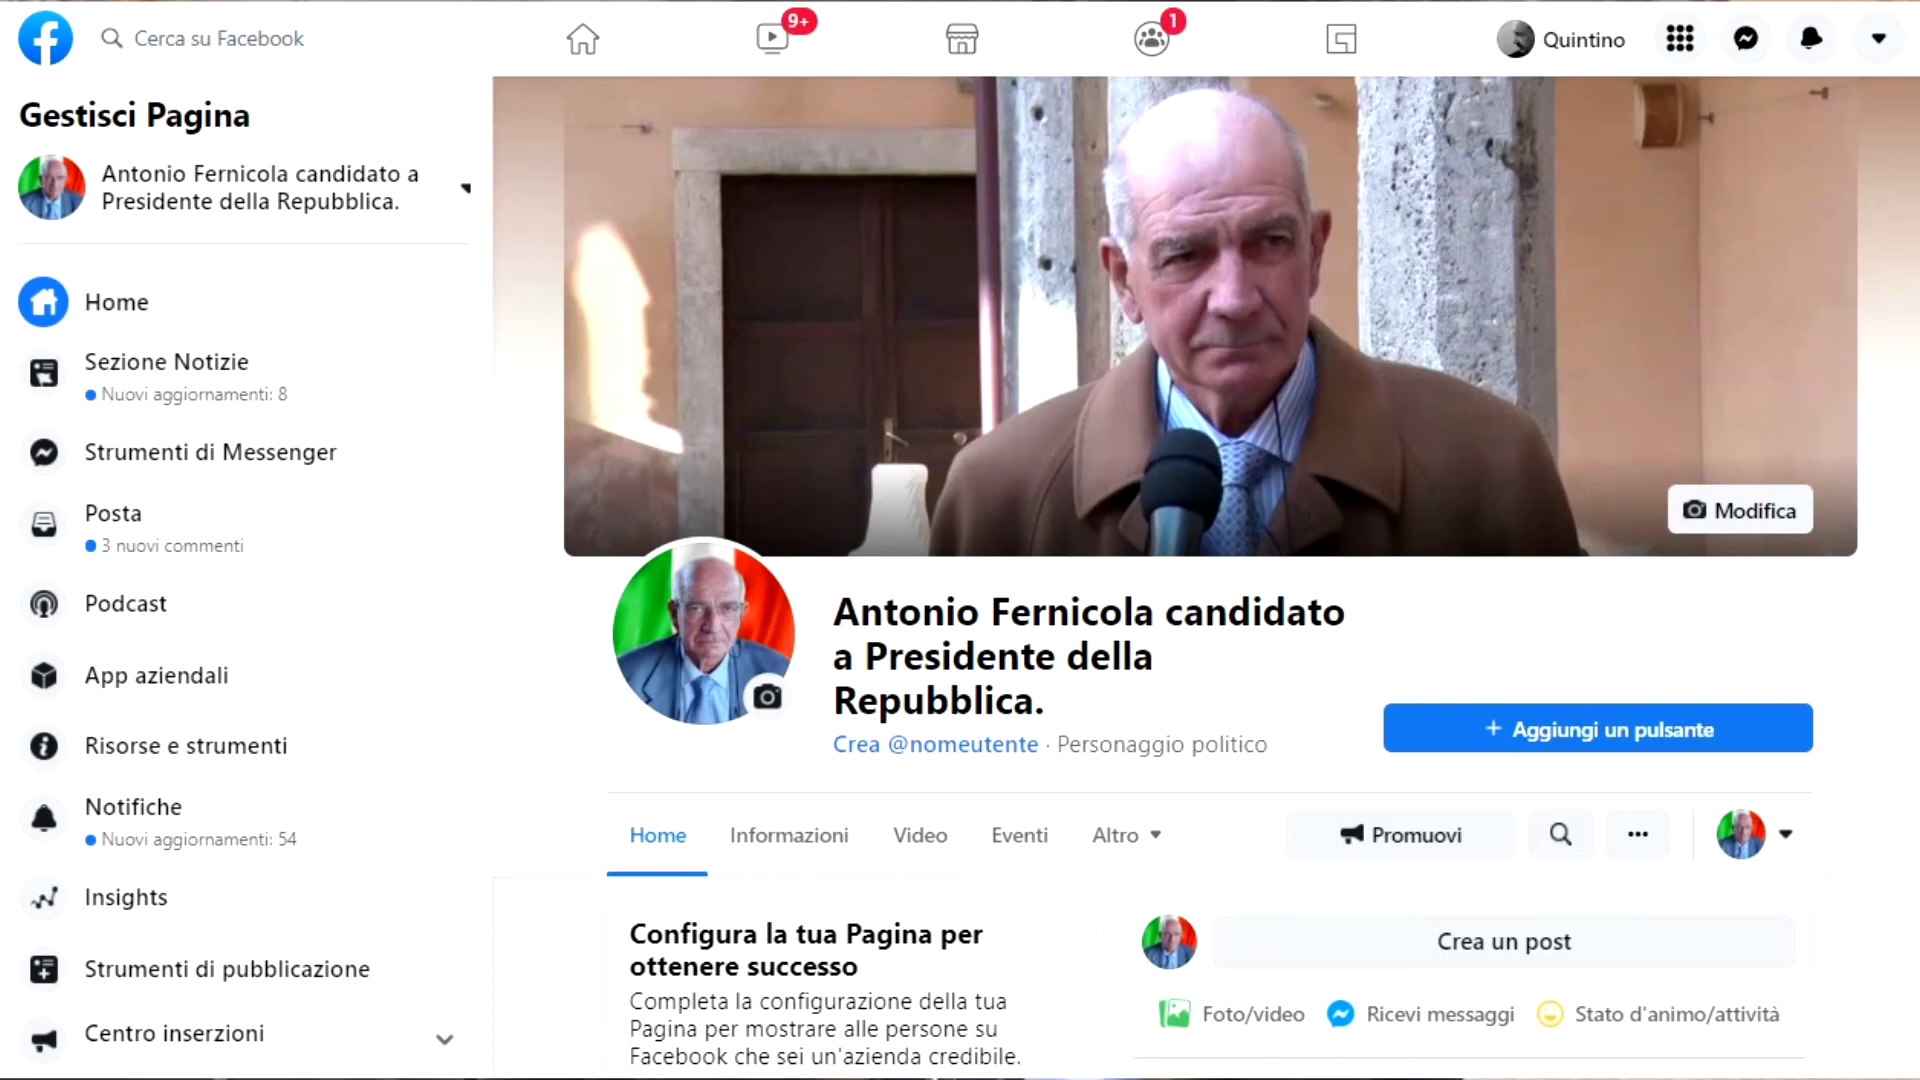 Cerca su Facebook
9+
1
Quintino
Gestisci Pagina
Antonio Fernicola candidato a
Presidente della Repubblica.
Home
Sezione Notizie
Nuovi aggiornamenti: 8
Strumenti di Messenger
Posta
3 nuovi commenti
Podcast
App aziendali
Risorse e strumenti
Notifiche
Nuovi aggiornamenti: 54
Insights
Strumenti di pubblicazione
Centro inserzioni
Modifica
Antonio Fernicola candidato
a Presidente della
Repubblica.
Crea @nomeutente · Personaggio politico
+ Aggiungi un pulsante
Home Informazioni Video Eventi Altro
Promuovi
Configura la tua Pagina per
ottenere successo
Completa la configurazione della tua
Pagina per mostrare alle persone su
Facebook che sei un'azienda credibile.
Crea un post
Foto/video Ricevi messaggi Stato d'animo/attività